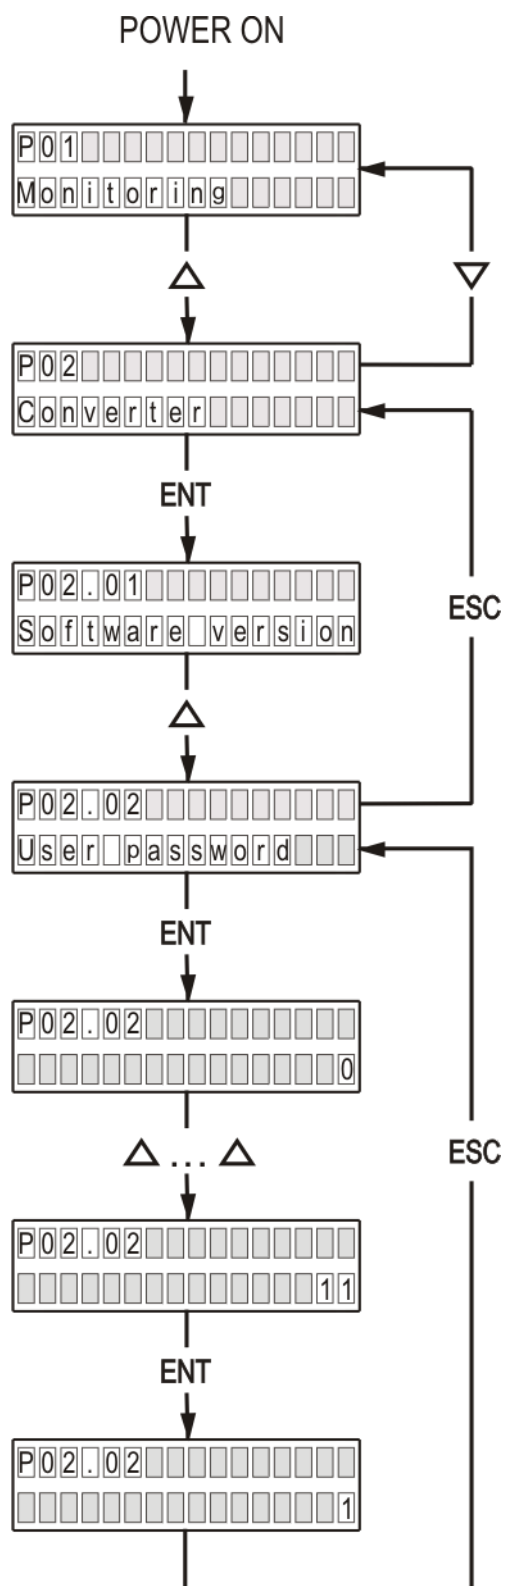 POWER ON
P01
Monitoring
△
▽
P02
Converter
ENT
P02.01
Software version
ESC
△
P02.02
User password
ENT
P02.02
0
△ ... △
ESC
P02.02
11
ENT
P02.02
1